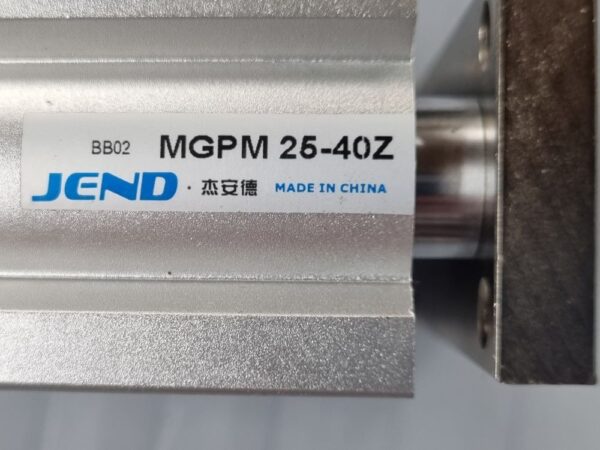 BB02 MGPM 25-40Z
JEND · 杰安德 MADE IN CHINA